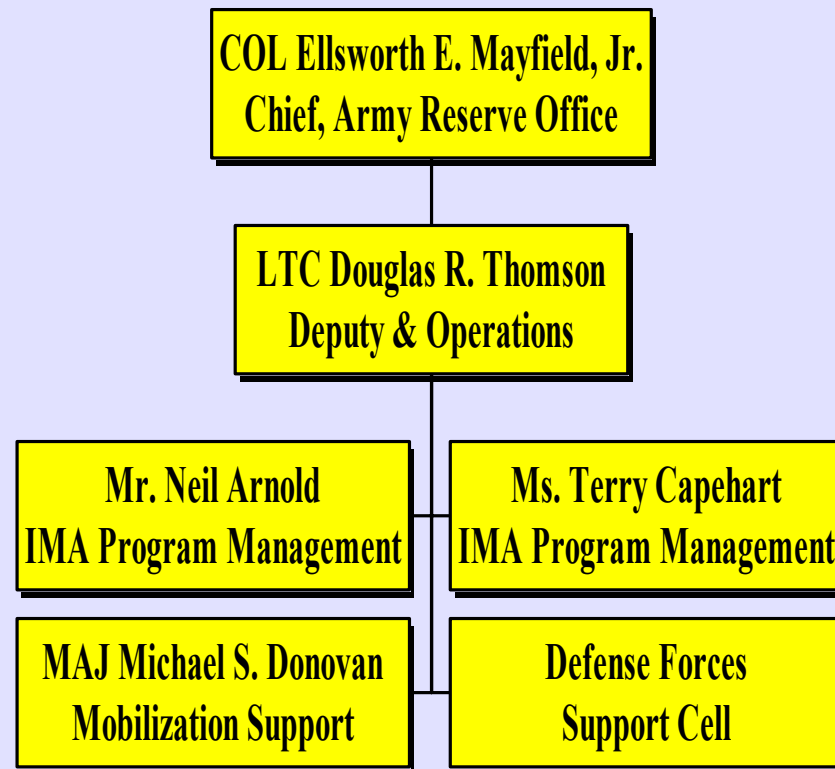 COL Ellsworth E. Mayfield, Jr.
Chief, Army Reserve Office
LTC Douglas R. Thomson
Deputy & Operations
Mr. Neil Arnold
IMA Program Management
Ms. Terry Capehart
IMA Program Management
MAJ Michael S. Donovan
Mobilization Support
Defense Forces
Support Cell